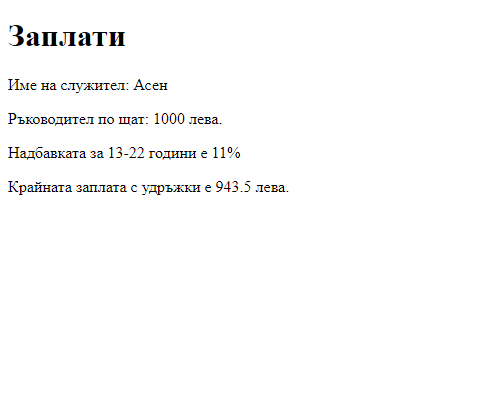 Заплати
Име на служител: Асен
Ръководител по щат: 1000 лева.
Надбавката за 13-22 години е 11%
Крайната заплата с удръжки е 943.5 лева.